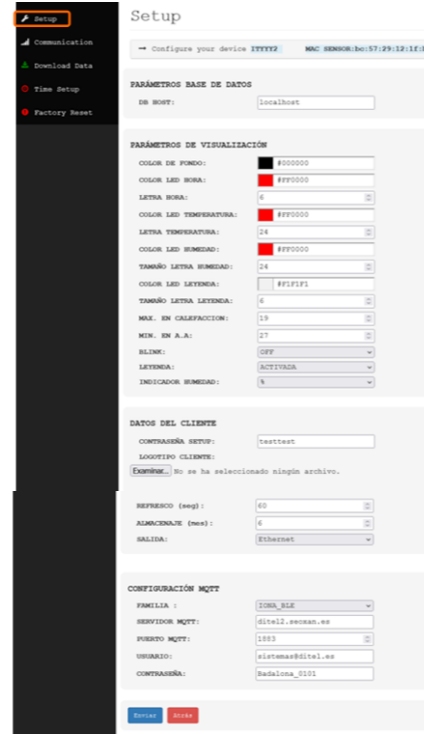 Setup
Communication
Download Data
Time Setup
Factory Reset
Setup
→ Configure your device ITYYY2 MAC SENSOR:bc:57:29:12:1f:
PARÁMETROS BASE DE DATOS
DB HOST: localhost
PARÁMETROS DE VISUALIZACIÓN
COLOR DE FONDO: #000000
COLOR LED HORA: #FF0000
LETRA HORA: 6
COLOR LED TEMPERATURA: #FF0000
LETRA TEMPERATURA: 24
COLOR LED HUMEDAD: #FF0000
TAMAÑO LETRA HUMEDAD: 24
COLOR LED LEYENDA: #F1F1F1
TAMAÑO LETRA LEYENDA: 6
MAX. EN CALEFACCION: 19
MIN. EN A.A: 27
BLINK: OFF
LEYENDA: ACTIVADA
INDICADOR HUMEDAD: %
DATOS DEL CLIENTE
CONTRASEÑA SETUP: testtest
LOGOTIPO CLIENTE:
Examinar... No se ha seleccionado ningún archivo.
REFRESCO (seg): 60
ALMACENAJE (mes): 6
SALIDA: Ethernet
CONFIGURACIÓN MQTT
FAMILIA : IONA_BLE
SERVIDOR MQTT: ditel2.seoman.es
PUERTO MQTT: 1883
USUARIO: sistemas@ditel.es
CONTRASEÑA: Badalona_0101
Enviar Atrás